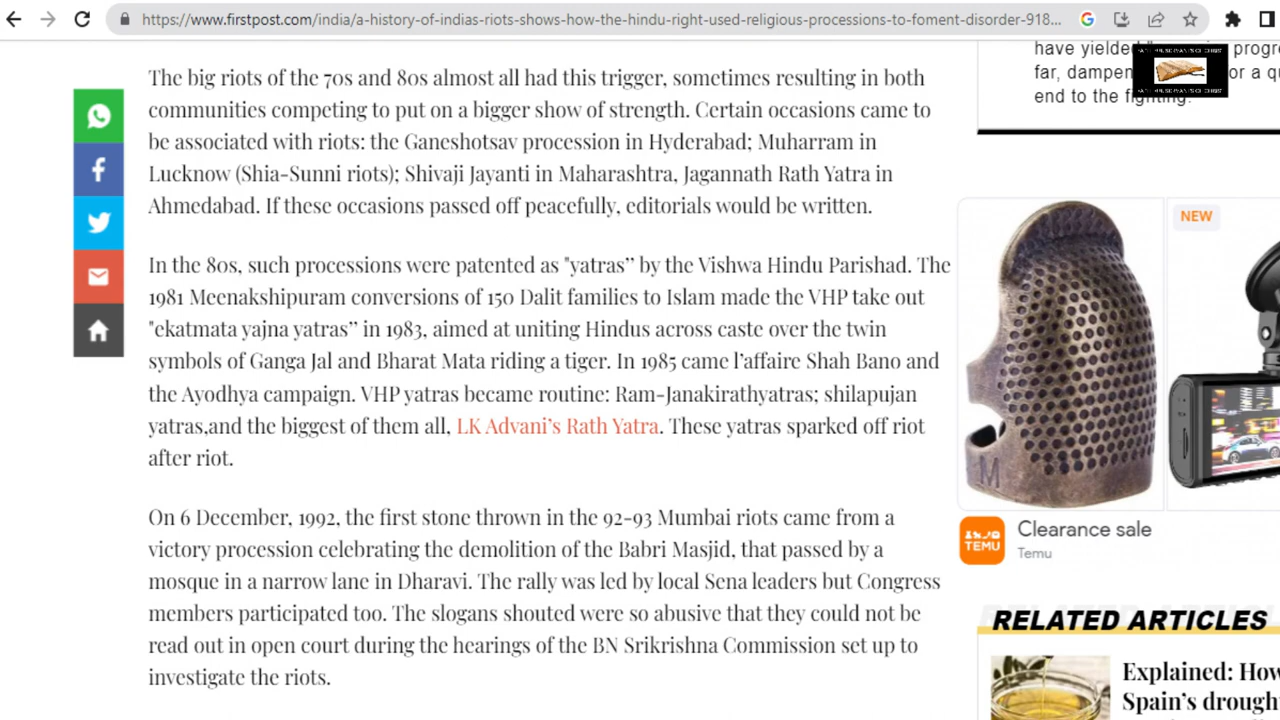 https://www.firstpost.com/india/a-history-of-indias-riots-shows-how-the-hindu-right-used-religious-processions-to-foment-disorder-918...
The big riots of the 70s and 80s almost all had this trigger, sometimes resulting in both
communities competing to put on a bigger show of strength. Certain occasions came to
be associated with riots: the Ganeshotsav procession in Hyderabad; Muharram in
Lucknow (Shia-Sunni riots); Shivaji Jayanti in Maharashtra, Jagannath Rath Yatra in
Ahmedabad. If these occasions passed off peacefully, editorials would be written.
In the 80s, such processions were patented as "yatras” by the Vishwa Hindu Parishad. The
1981 Meenakshipuram conversions of 150 Dalit families to Islam made the VHP take out
"ekatmata yajna yatras” in 1983, aimed at uniting Hindus across caste over the twin
symbols of Ganga Jal and Bharat Mata riding a tiger. In 1985 came l’affaire Shah Bano and
the Ayodhya campaign. VHP yatras became routine: Ram-Janakirathyatras; shilapujan
yatras,and the biggest of them all, LK Advani’s Rath Yatra. These yatras sparked off riot
after riot.
On 6 December, 1992, the first stone thrown in the 92-93 Mumbai riots came from a
victory procession celebrating the demolition of the Babri Masjid, that passed by a
mosque in a narrow lane in Dharavi. The rally was led by local Sena leaders but Congress
members participated too. The slogans shouted were so abusive that they could not be
read out in open court during the hearings of the BN Srikrishna Commission set up to
investigate the riots.
have yielded progr
far, dampen or a qu
end to the fighting.
NEW
M
TEMU
Clearance sale
Temu
RELATED ARTICLES
Explained: How
Spain’s drough